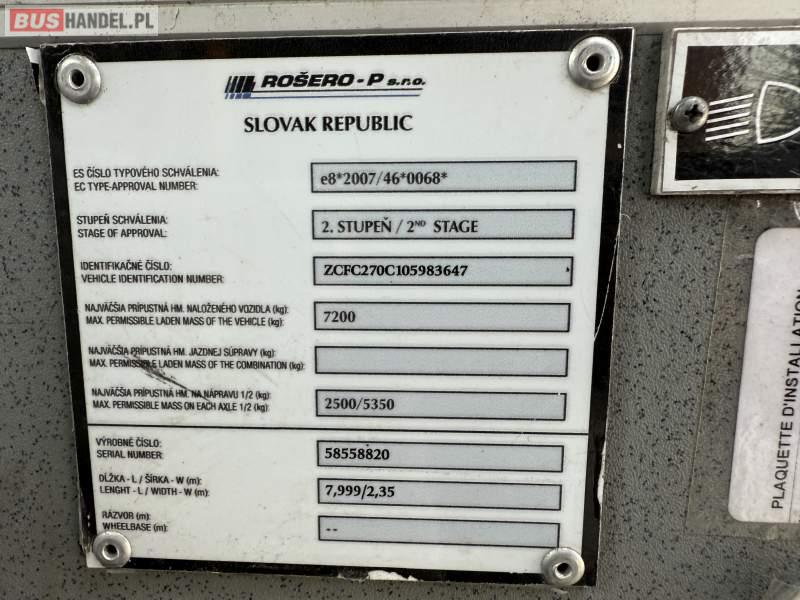 BUSHANDEL.PL
ROŠERO-P s.r.o.
SLOVAK REPUBLIC
ES ČÍSLO TYPOVÉHO SCHVÁLENIA:
EC TYPE-APPROVAL NUMBER:
e8*2007/46*0068*
STUPEŇ SCHVÁLENIA:
STAGE OF APPROVAL:
2. STUPEŇ / 2ND STAGE
IDENTIFIKAČNÉ ČÍSLO:
VEHICLE IDENTIFICATION NUMBER:
ZCFC270C105983647
NAJVÄČŠIA PRÍPUSTNÁ HM. NALOŽENÉHO VOZIDLA (kg):
MAX. PERMISSIBLE LADEN MASS OF THE VEHICLE (kg):
7200
NAJVÄČŠIA PRÍPUSTNÁ HM. JAZDNEJ SÚPRAVY (kg):
MAX. PERMISSIBLE LADEN MASS OF THE COMBINATION (kg):
NAJVÄČŠIA PRÍPUSTNÁ HM. NA NÁPRAVU 1/2 (kg):
MAX. PERMISSIBLE MASS ON EACH AXLE 1/2 (kg):
2500/5350
VÝROBNÉ ČÍSLO:
SERIAL NUMBER:
58558820
DĹŽKA - L / ŠÍRKA - W (m):
LENGHT - L / WIDTH - W (m):
7,999/2,35
RÁZVOR (m):
WHEELBASE (m):
--
PLAQUETTE D'INSTALLATION